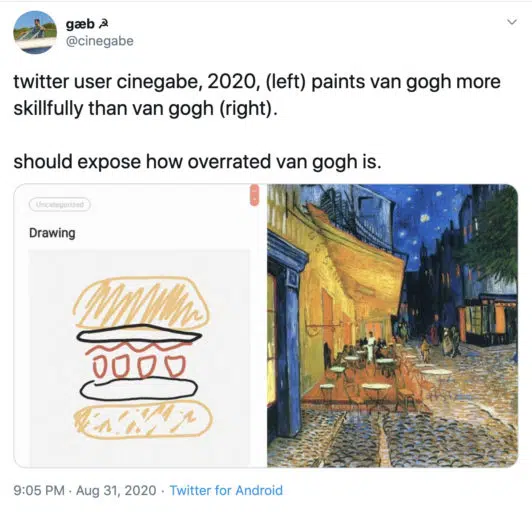 gæb ☭
@cinegabe
twitter user cinegabe, 2020, (left) paints van gogh more
skillfully than van gogh (right).
should expose how overrated van gogh is.
Uncategorized
Drawing
9:05 PM · Aug 31, 2020 · Twitter for Android